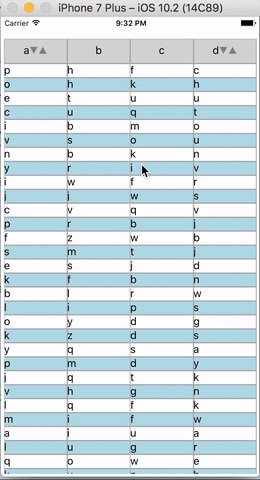 iPhone 7 Plus – iOS 10.2 (14C89)
Carrier 9:32 PM
a▼▲ b c d▼▲
p h f c
o h k h
e t u u
c u q t
i b m o
v s o u
n b k n
y r i v
i w f r
j j w s
c v q v
p r b j
f z w b
s m t j
e s j d
k f b n
b l r w
l i p s
o y d g
k z d s
y q s a
p m d y
j q t k
v h g n
l q f k
m i f w
a i u a
l u g r
q o w e